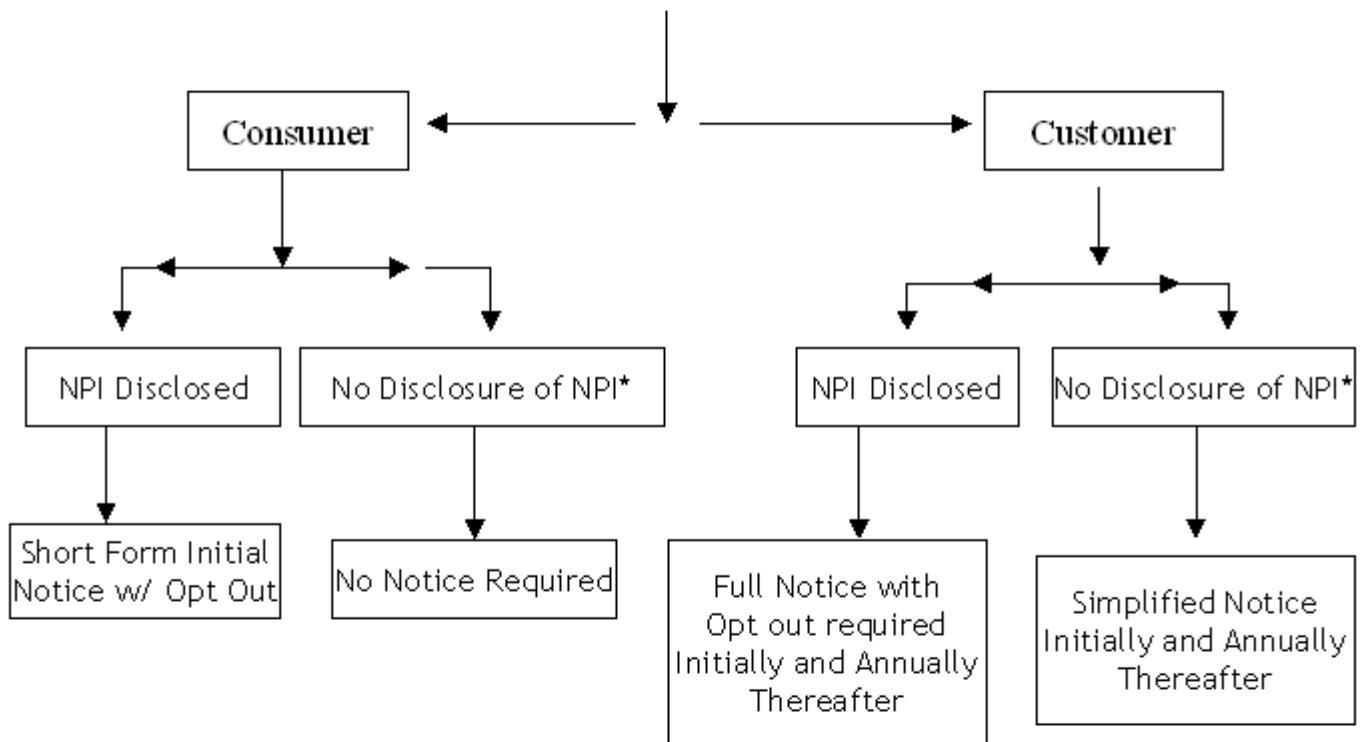 Consumer
Customer
NPI Disclosed
No Disclosure of NPI*
NPI Disclosed
No Disclosure of NPI*
Short Form Initial
Notice w/ Opt Out
No Notice Required
Full Notice with
Opt out required
Initially and Annually
Thereafter
Simplified Notice
Initially and Annually
Thereafter